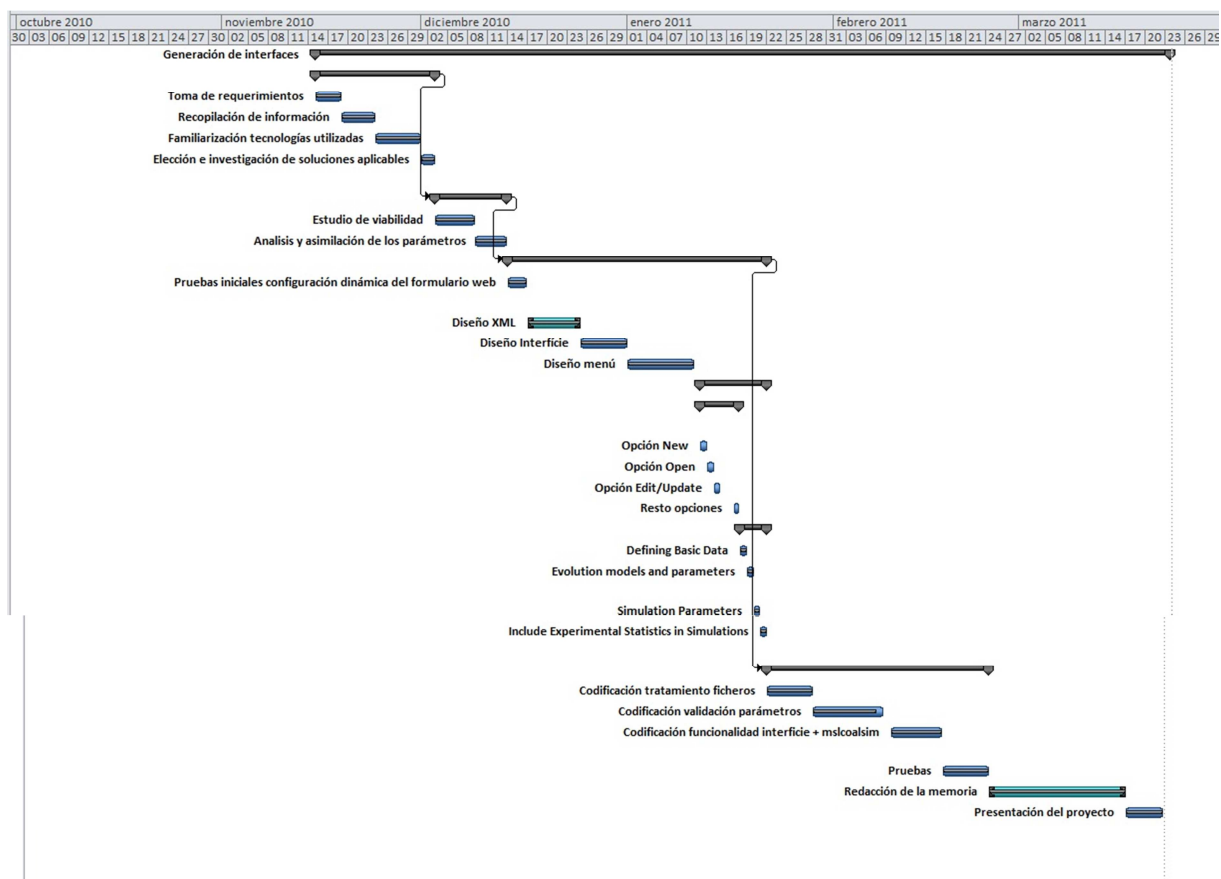 octubre 2010 noviembre 2010 diciembre 2010 enero 2011 febrero 2011 marzo 2011
30 03 06 09 12 15 18 21 24 27 30 02 05 08 11 14 17 20 23 26 29 02 05 08 11 14 17 20 23 26 29 01 04 07 10 13 16 19 22 25 28 31 03 06 09 12 15 18 21 24 27 02 05 08 11 14 17 20 23 26 29
Generación de interfaces
Toma de requerimientos
Recopilación de información
Familiarización tecnologías utilizadas
Elección e investigación de soluciones aplicables
Estudio de viabilidad
Analisis y asimilación de los parámetros
Pruebas iniciales configuración dinámica del formulario web
Diseño XML
Diseño Interfície
Diseño menú
Opción New
Opción Open
Opción Edit/Update
Resto opciones
Defining Basic Data
Evolution models and parameters
Simulation Parameters
Include Experimental Statistics in Simulations
Codificación tratamiento ficheros
Codificación validación parámetros
Codificación funcionalidad interficie + mslcoalsim
Pruebas
Redacción de la memoria
Presentación del proyecto